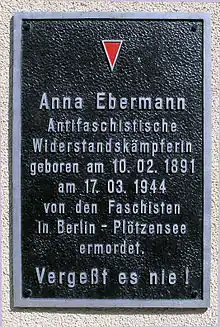 Anna Ebermann
Antifaschistische
Widerstandskämpferin
geboren am 10. 02. 1891
am 17. 03. 1944
von den Faschisten
in Berlin - Plötzensee
ermordet.
Vergeßt es nie!